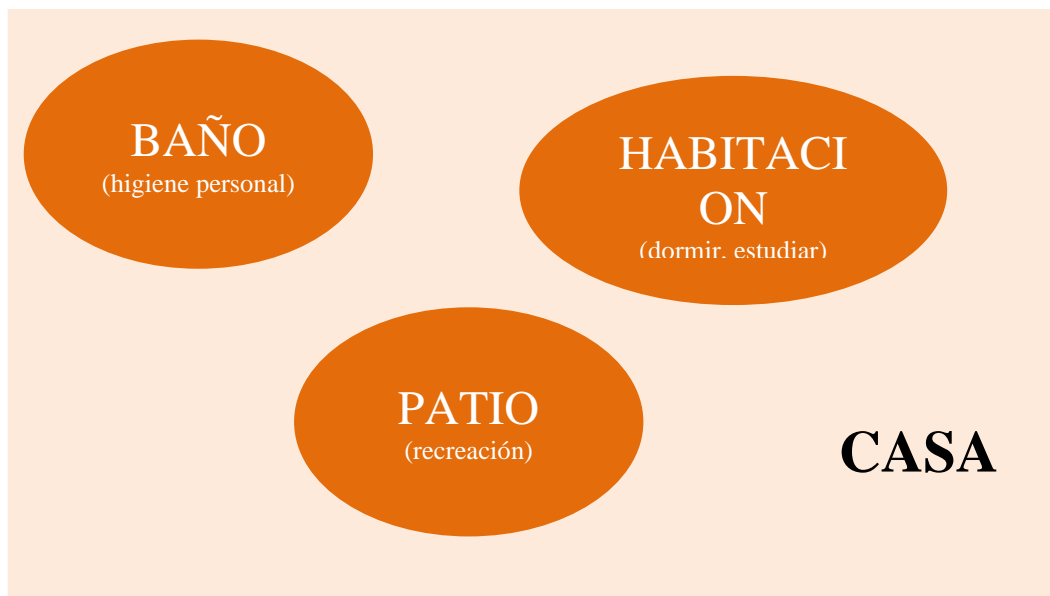 BAÑO
(higiene personal)
HABITACI
ON
(dormir, estudiar)
PATIO
(recreación)
CASA